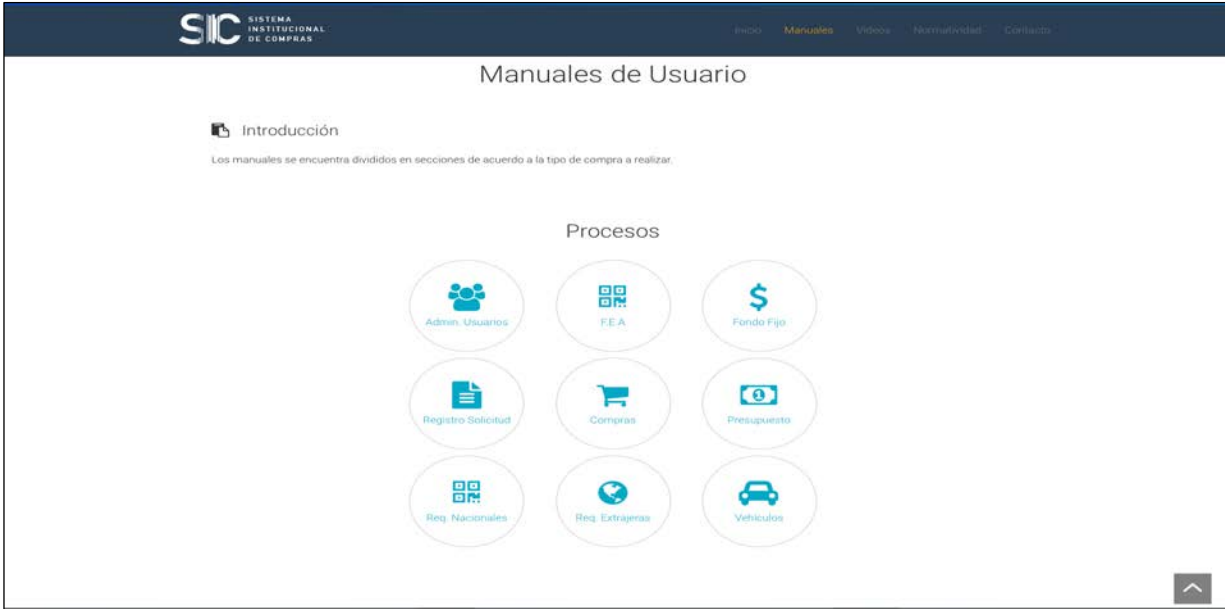 SIC SISTEMA
INSTITUCIONAL
DE COMPRAS
Inicio Manuales Videos Normatividad Contacto
Manuales de Usuario
Introducción
Los manuales se encuentra divididos en secciones de acuerdo a la tipo de compra a realizar.
Procesos
Admin. Usuarios F.E.A Fondo Fijo
Registro Solicitud Compras Presupuesto
Req. Nacionales Req. Extrajeras Vehículos